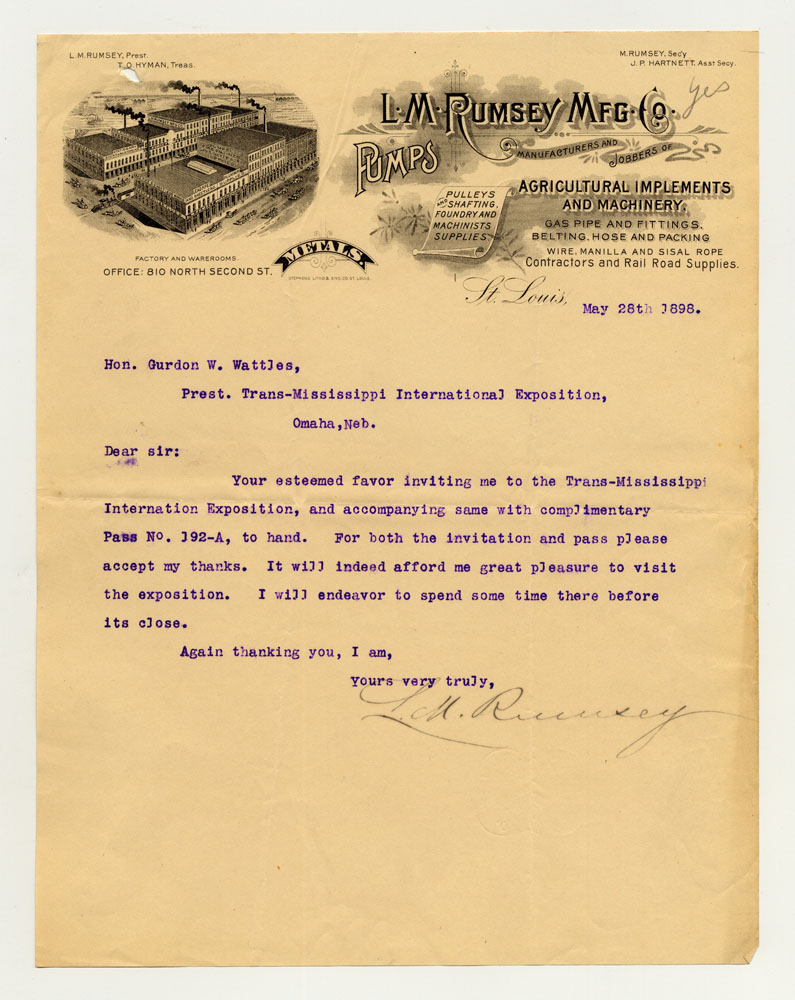 L. M. RUMSEY, Prest.
T. O. HYMAN, Treas.
M. RUMSEY, Sec'y
J. P. HARTNETT, Asst Secy.
yes
L. M. RUMSEY MFG. CO.
MANUFACTURERS AND
JOBBERS OF
PUMPS
PULLEYS
AND SHAFTING,
FOUNDRY AND
MACHINISTS
SUPPLIES
AGRICULTURAL IMPLEMENTS
AND MACHINERY,
GAS PIPE AND FITTINGS,
BELTING, HOSE AND PACKING
WIRE, MANILLA AND SISAL ROPE
Contractors and Rail Road Supplies.
METALS.
FACTORY AND WAREROOMS.
OFFICE: 810 NORTH SECOND ST.
St. Louis, May 28th 1898.
Hon. Gurdon W. Wattles,
Prest. Trans-Mississippi International Exposition,
Omaha, Neb.
Dear sir:
Your esteemed favor inviting me to the Trans-Mississippi
Internation Exposition, and accompanying same with complimentary
Pass No. 192-A, to hand. For both the invitation and pass please
accept my thanks. It will indeed afford me great pleasure to visit
the exposition. I will endeavor to spend some time there before
its close.
Again thanking you, I am,
Yours very truly,
L. M. Rumsey